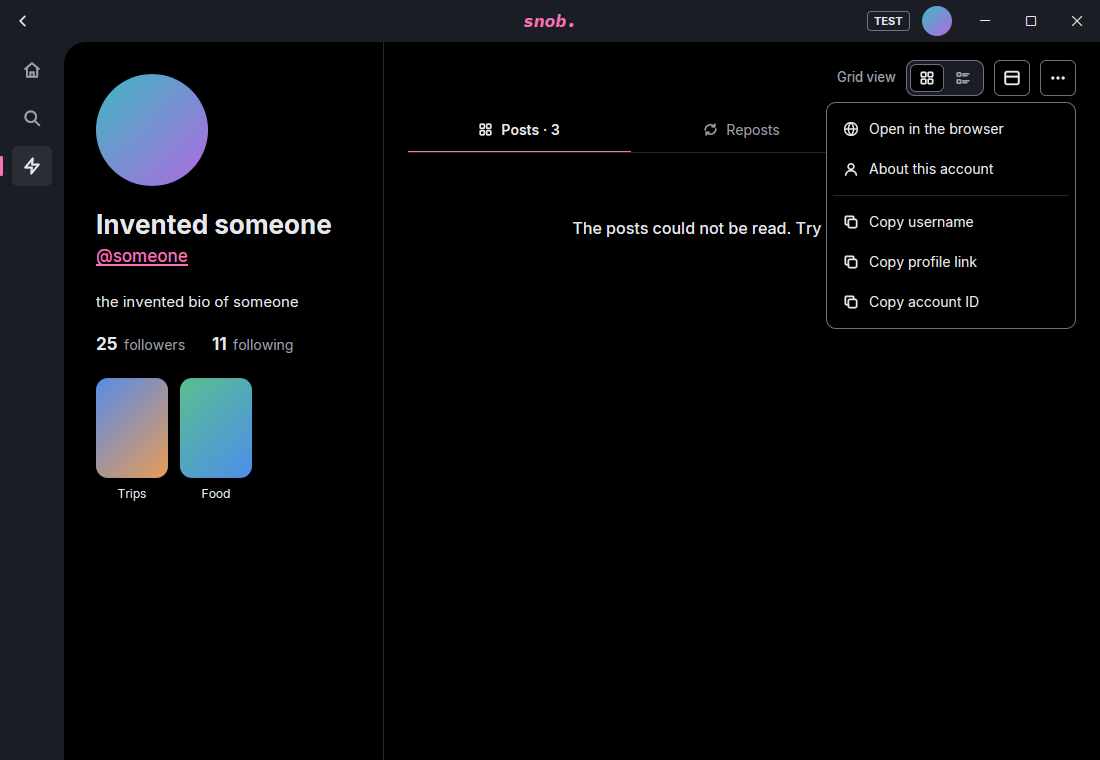 snob.
TEST
Grid view
Posts · 3
Reposts
Open in the browser
About this account
Copy username
Copy profile link
Copy account ID
The posts could not be read. Try
Invented someone
@someone
the invented bio of someone
25 followers 11 following
Trips
Food